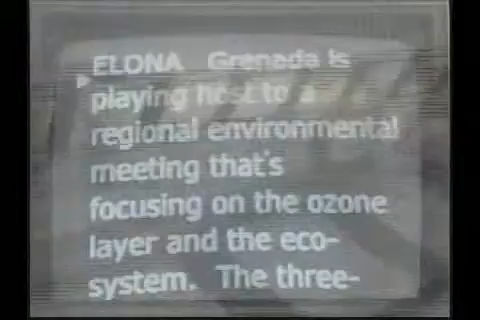 ELONA Grenada is
playing host to a
regional environmental
meeting that's
focusing on the ozone
layer and the eco-
system. The three-